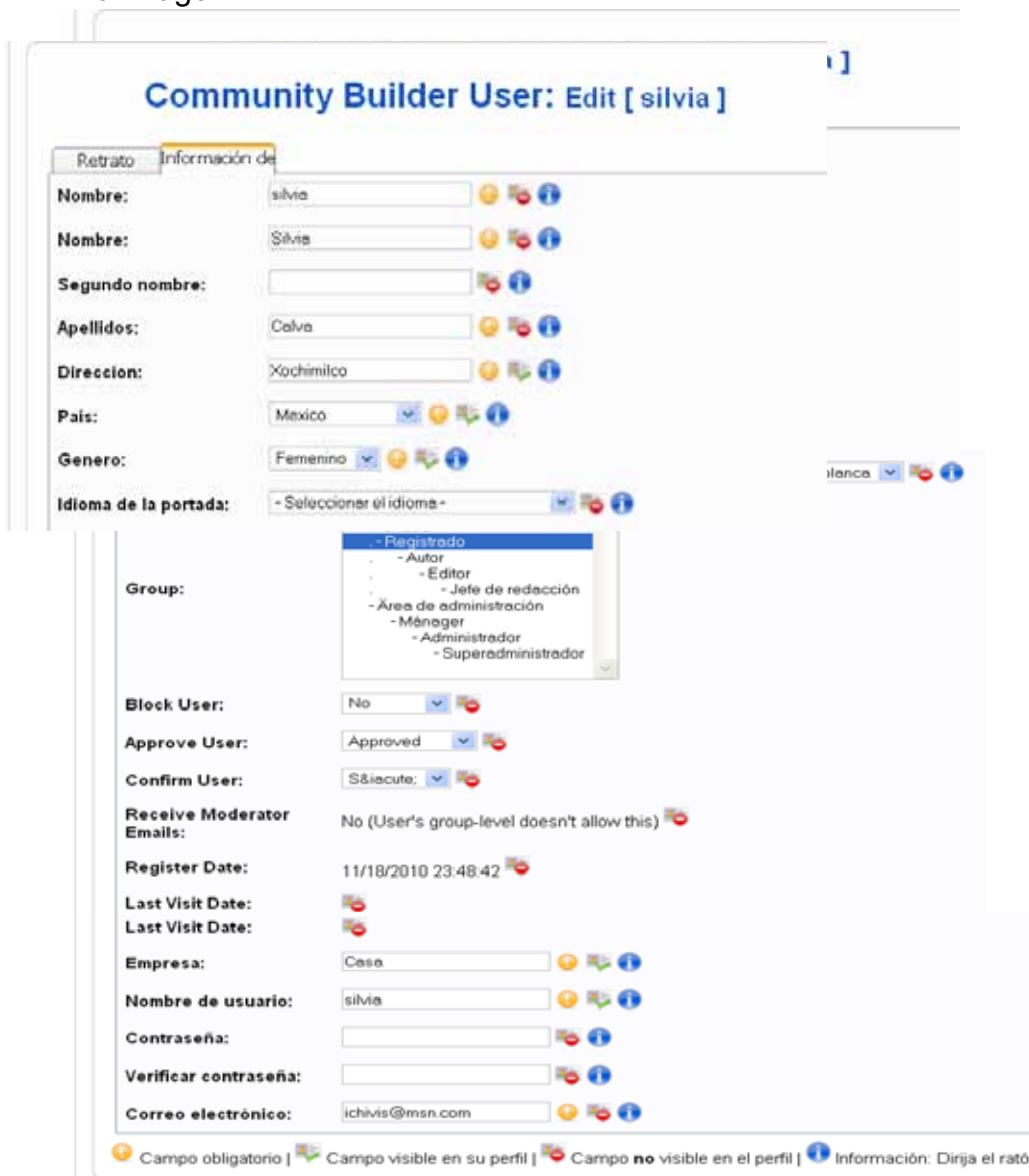 ]
Community Builder User: Edit [ silvia ]
Retrato Información de
Nombre: silvia
Nombre: Silvia
Segundo nombre:
Apellidos: Calva
Direccion: Xochimilco
Pais: Mexico
Genero: Femenino
blanca
Idioma de la portada: - Seleccionar el idioma -
Group:
. - Registrado
. - Autor
. - Editor
. - Jefe de redacción
- Área de administración
- Mánager
- Administrador
- Superadministrador
Block User: No
Approve User: Approved
Confirm User: S&iacute;
Receive Moderator
Emails: No (User's group-level doesn't allow this)
Register Date: 11/18/2010 23:48:42
Last Visit Date:
Last Visit Date:
Empresa: Casa
Nombre de usuario: silvia
Contraseña:
Verificar contraseña:
Correo electrónico: ichivis@msn.com
Campo obligatorio | Campo visible en su perfil | Campo no visible en el perfil | Información: Dirija el rató